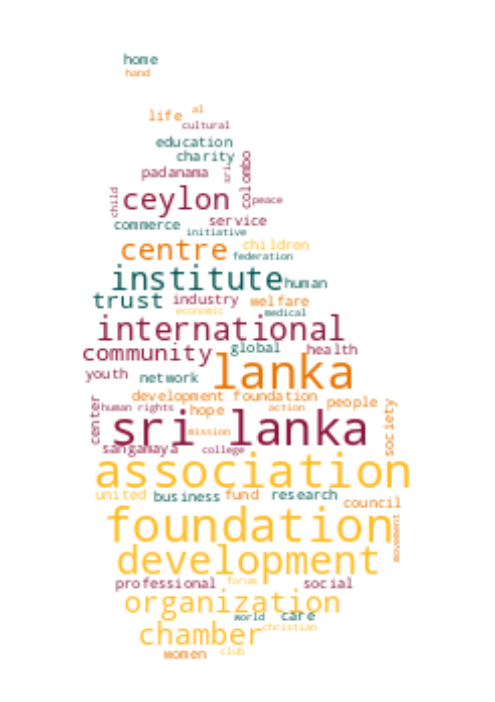 home
hand
life al
cultural
education
charity
padanama sri colombo
child ceylon peace
commerce service
initiative
centre children
federation
institute human
trust industry welfare
economic medical
international
community global health
youth network lanka
development foundation people
center human rights hope action society
sri lanka
mission
sangamaya college
association
united business fund research
council
foundation movement
development
professional forum social
organization
world care
chamber christian
women club